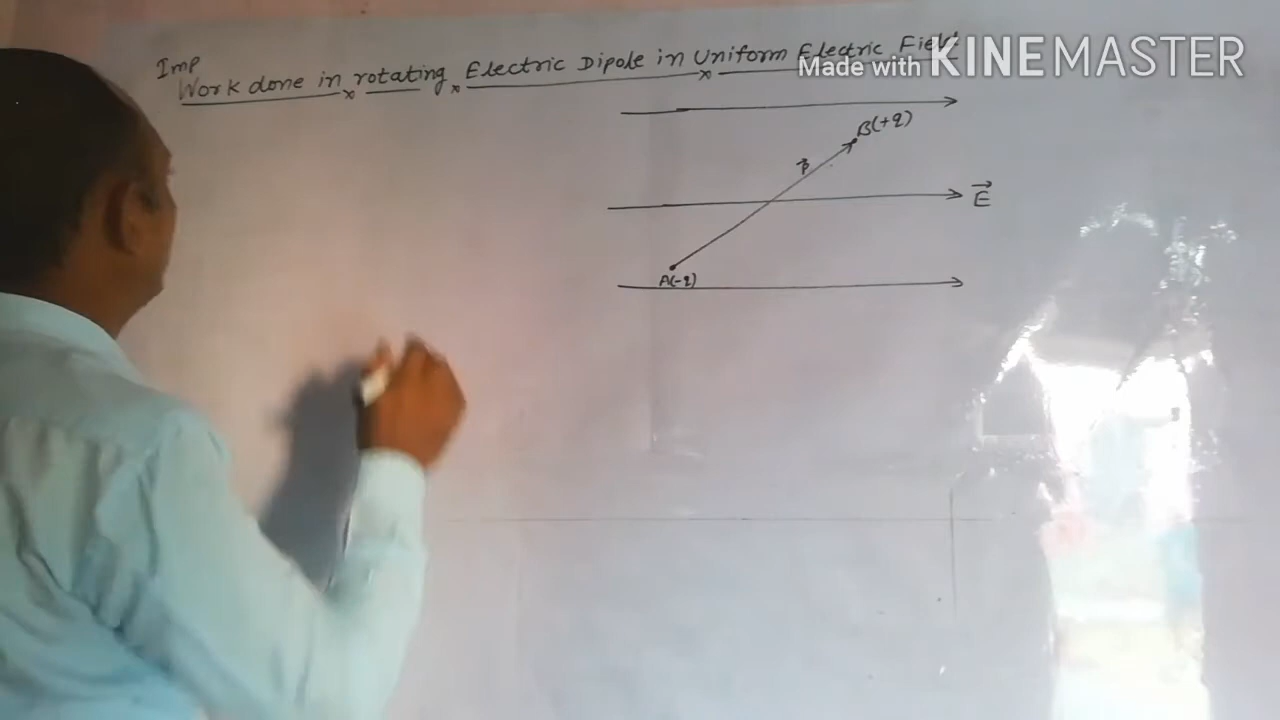 Imp
Work done in rotating Electric Dipole in Uniform Electric Field
Made with KINEMASTER
B(+q)
p
E
A(-q)